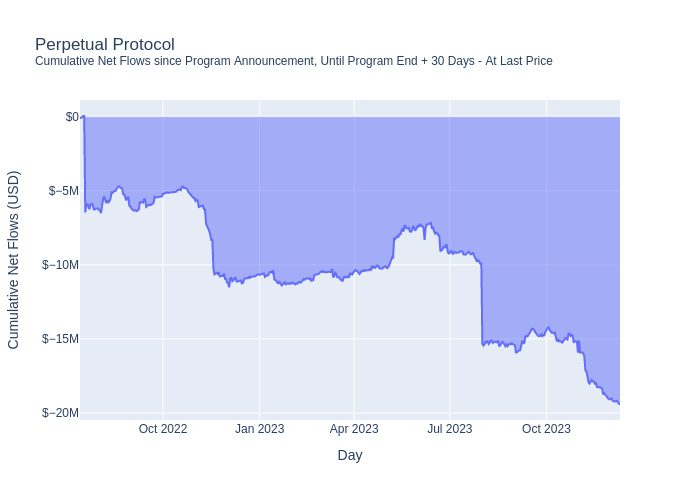 Perpetual Protocol
Cumulative Net Flows since Program Announcement, Until Program End + 30 Days - At Last Price
Cumulative Net Flows (USD)
$0
$−5M
$−10M
$−15M
$−20M
Oct 2022
Jan 2023
Apr 2023
Jul 2023
Oct 2023
Day